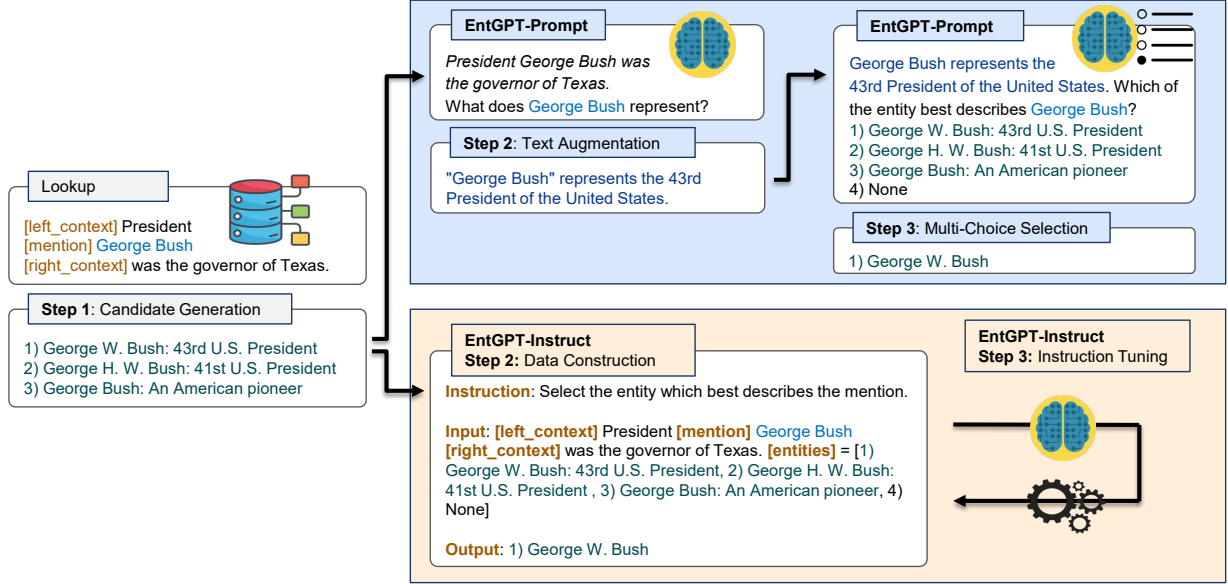 Lookup
[left_context] President
[mention] George Bush
[right_context] was the governor of Texas.
Step 1: Candidate Generation
1) George W. Bush: 43rd U.S. President
2) George H. W. Bush: 41st U.S. President
3) George Bush: An American pioneer
EntGPT-Prompt
President George Bush was
the governor of Texas.
What does George Bush represent?
Step 2: Text Augmentation
"George Bush" represents the 43rd
President of the United States.
EntGPT-Prompt
George Bush represents the
43rd President of the United States. Which of
the entity best describes George Bush?
1) George W. Bush: 43rd U.S. President
2) George H. W. Bush: 41st U.S. President
3) George Bush: An American pioneer
4) None
Step 3: Multi-Choice Selection
1) George W. Bush
EntGPT-Instruct
Step 2: Data Construction
Instruction: Select the entity which best describes the mention.
Input: [left_context] President [mention] George Bush
[right_context] was the governor of Texas. [entities] = [1)
George W. Bush: 43rd U.S. President, 2) George H. W. Bush:
41st U.S. President , 3) George Bush: An American pioneer, 4)
None]
Output: 1) George W. Bush
EntGPT-Instruct
Step 3: Instruction Tuning